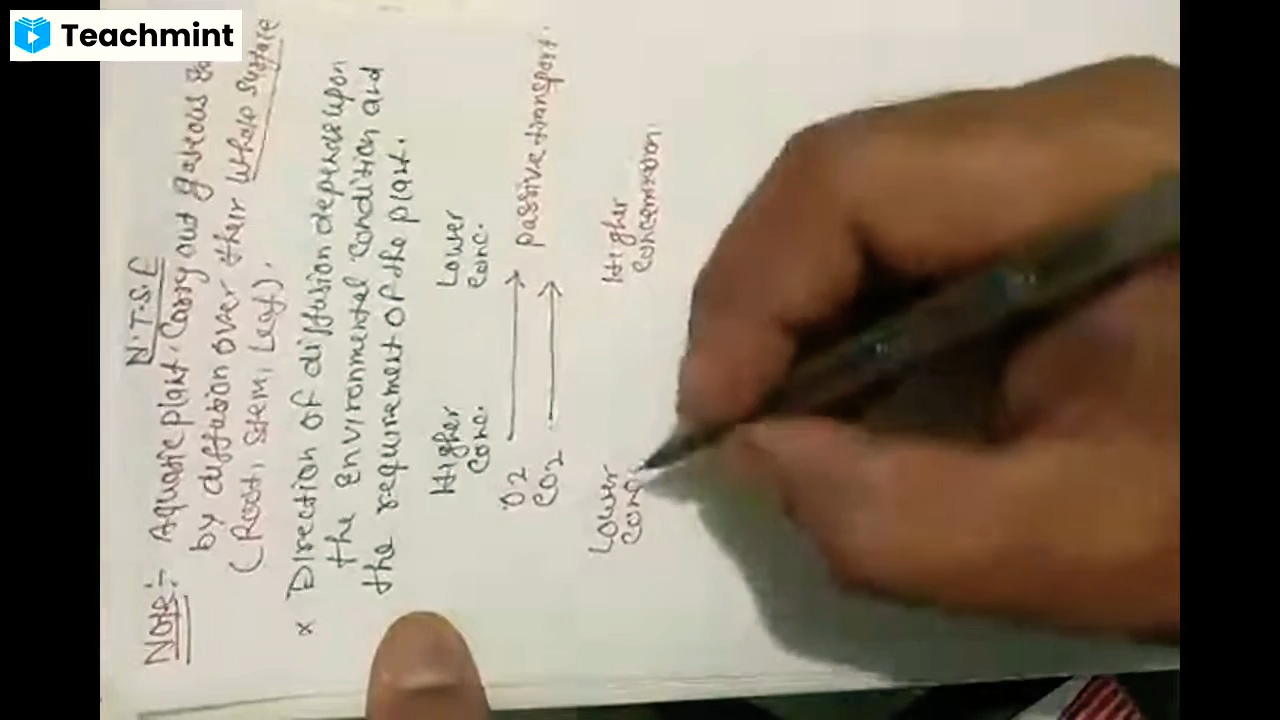 Teachmint
N.T.S.E
Note:- Aquatic plant. Carry out gaseous
by diffusion over their whole surface
(Root, Stem, Leaf).
x Direction of diffusion depends upon
the Environmental condition and
the requirement of the plant.
Higher Lower
Conc. Conc.
O2 → passive transport.
CO2 →
Lower Higher
Conc